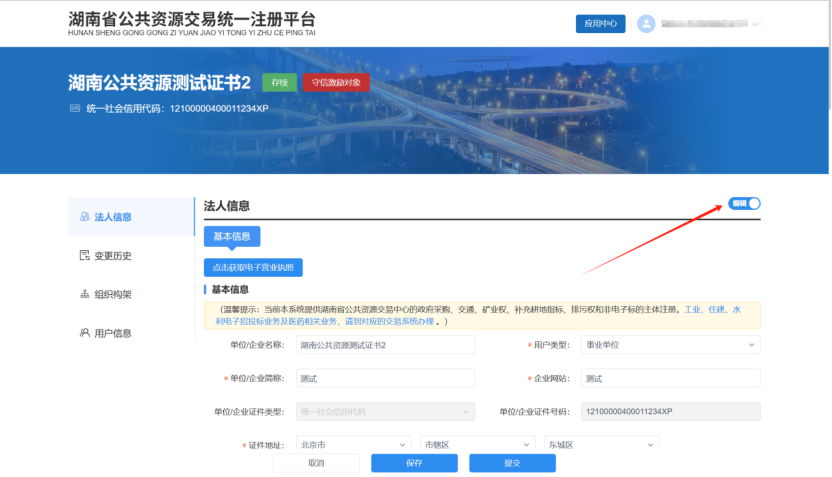 湖南省公共资源交易统一注册平台
HUNAN SHENG GONG GONG ZI YUAN JIAO YI TONG YI ZHU CE PING TAI
应用中心
湖南公共资源测试证书2 存续 守信激励对象
统一社会信用代码：12100000400011234XP
法人信息
变更历史
组织构架
用户信息
法人信息 编辑
基本信息
点击获取电子营业执照
基本信息
（温馨提示：当前本系统提供湖南省公共资源交易中心的政府采购、交通、矿业权、补充耕地指标、排污权和非电子标的主体注册。工业、住建、水
利电子招投标业务及医药相关业务，请到对应的交易系统办理 。）
单位/企业名称： 湖南公共资源测试证书2 * 用户类型： 事业单位
* 单位/企业简称： 测试 * 企业网站： 测试
单位/企业证件类型： 统一社会信用代码 单位/企业证件号码： 12100000400011234XP
* 证件地址： 北京市 市辖区 东城区
取消 保存 提交